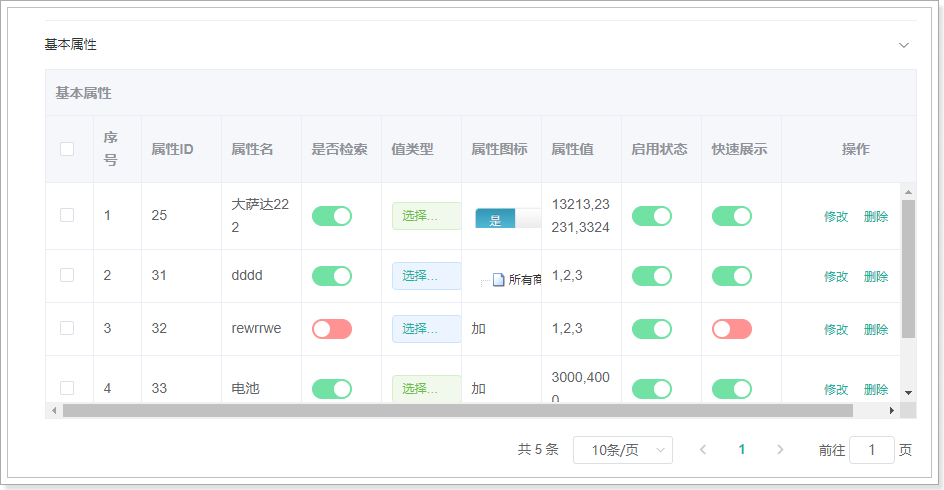 基本属性
基本属性
序号 属性ID 属性名 是否检索 值类型 属性图标 属性值 启用状态 快速展示 操作
1 25 大萨达222 选择... 是 13213,23231,3324 修改 删除
2 31 dddd 选择... 所有商 1,2,3 修改 删除
3 32 rewrrwe 选择... 加 1,2,3 修改 删除
4 33 电池 选择... 加 3000,4000 修改 删除
共 5 条 10条/页 1 前往 1 页